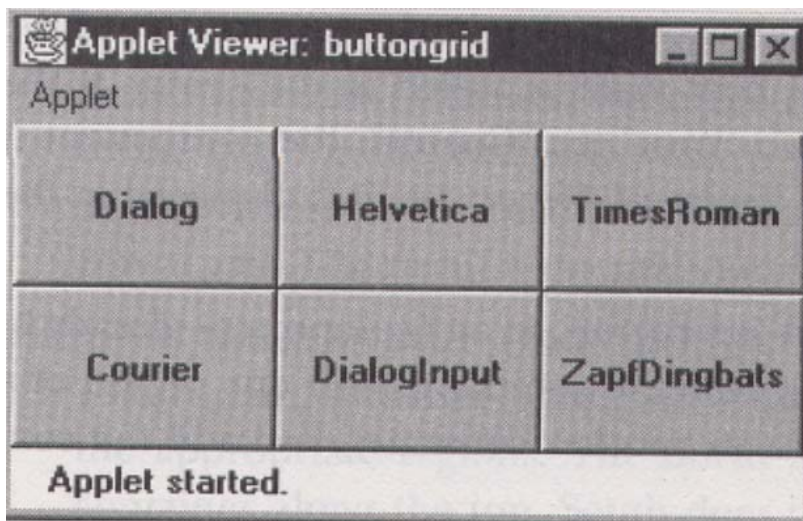 Applet Viewer: buttongrid
Applet
Dialog Helvetica TimesRoman
Courier DialogInput ZapfDingbats
Applet started.